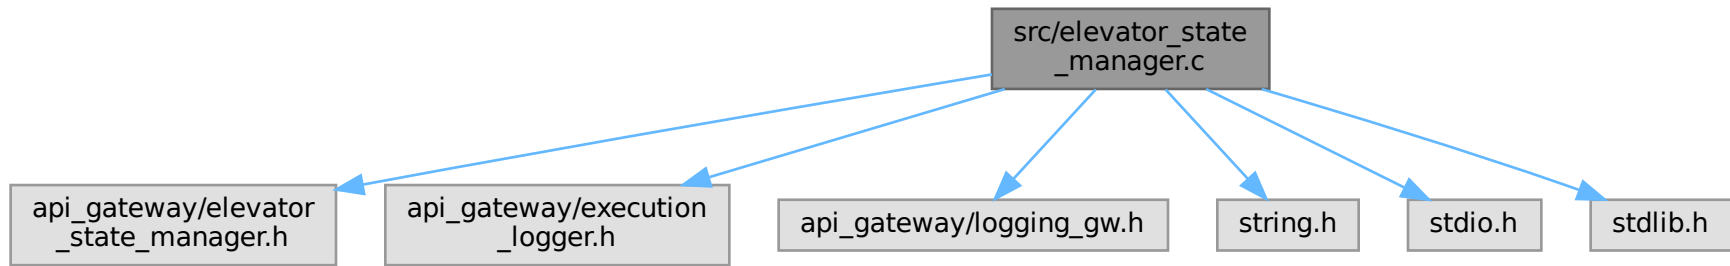 src/elevator_state
_manager.c
api_gateway/elevator
_state_manager.h
api_gateway/execution
_logger.h
api_gateway/logging_gw.h
string.h
stdio.h
stdlib.h